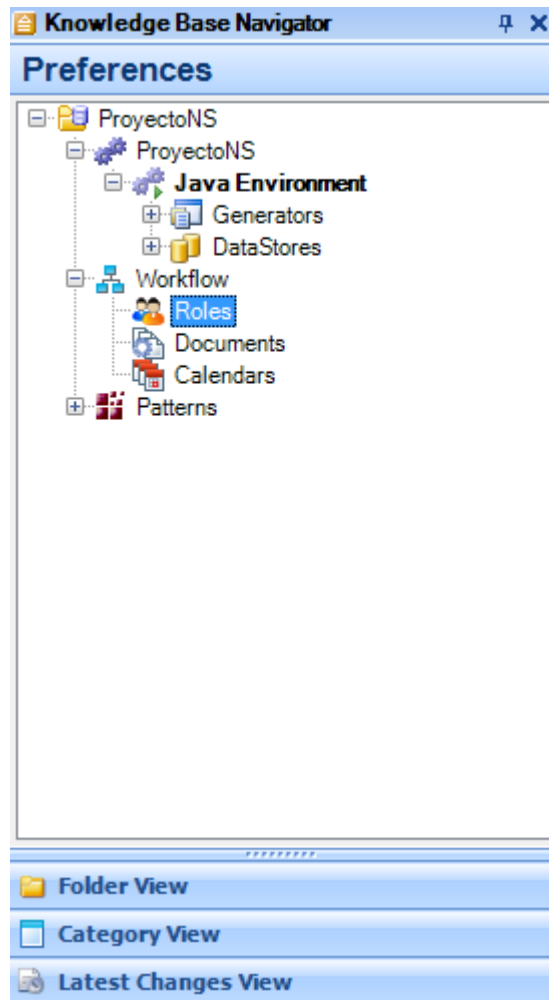 Knowledge Base Navigator
Preferences
ProyectoNS
ProyectoNS
Java Environment
Generators
DataStores
Workflow
Roles
Documents
Calendars
Patterns
Folder View
Category View
Latest Changes View